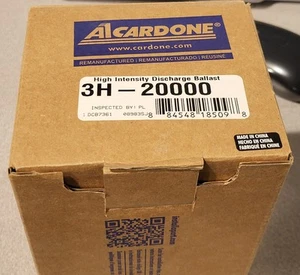 A1CARDONE
www.cardone.com
REMANUFACTURED | REMANUFACTURADO | REUSINE
High Intensity Discharge Ballast
3H-20000
INSPECTED BY: PL
8 84548 18509 8
MADE IN CHINA
HECHO EN CHINA
FABRIQUÉ EN CHINE